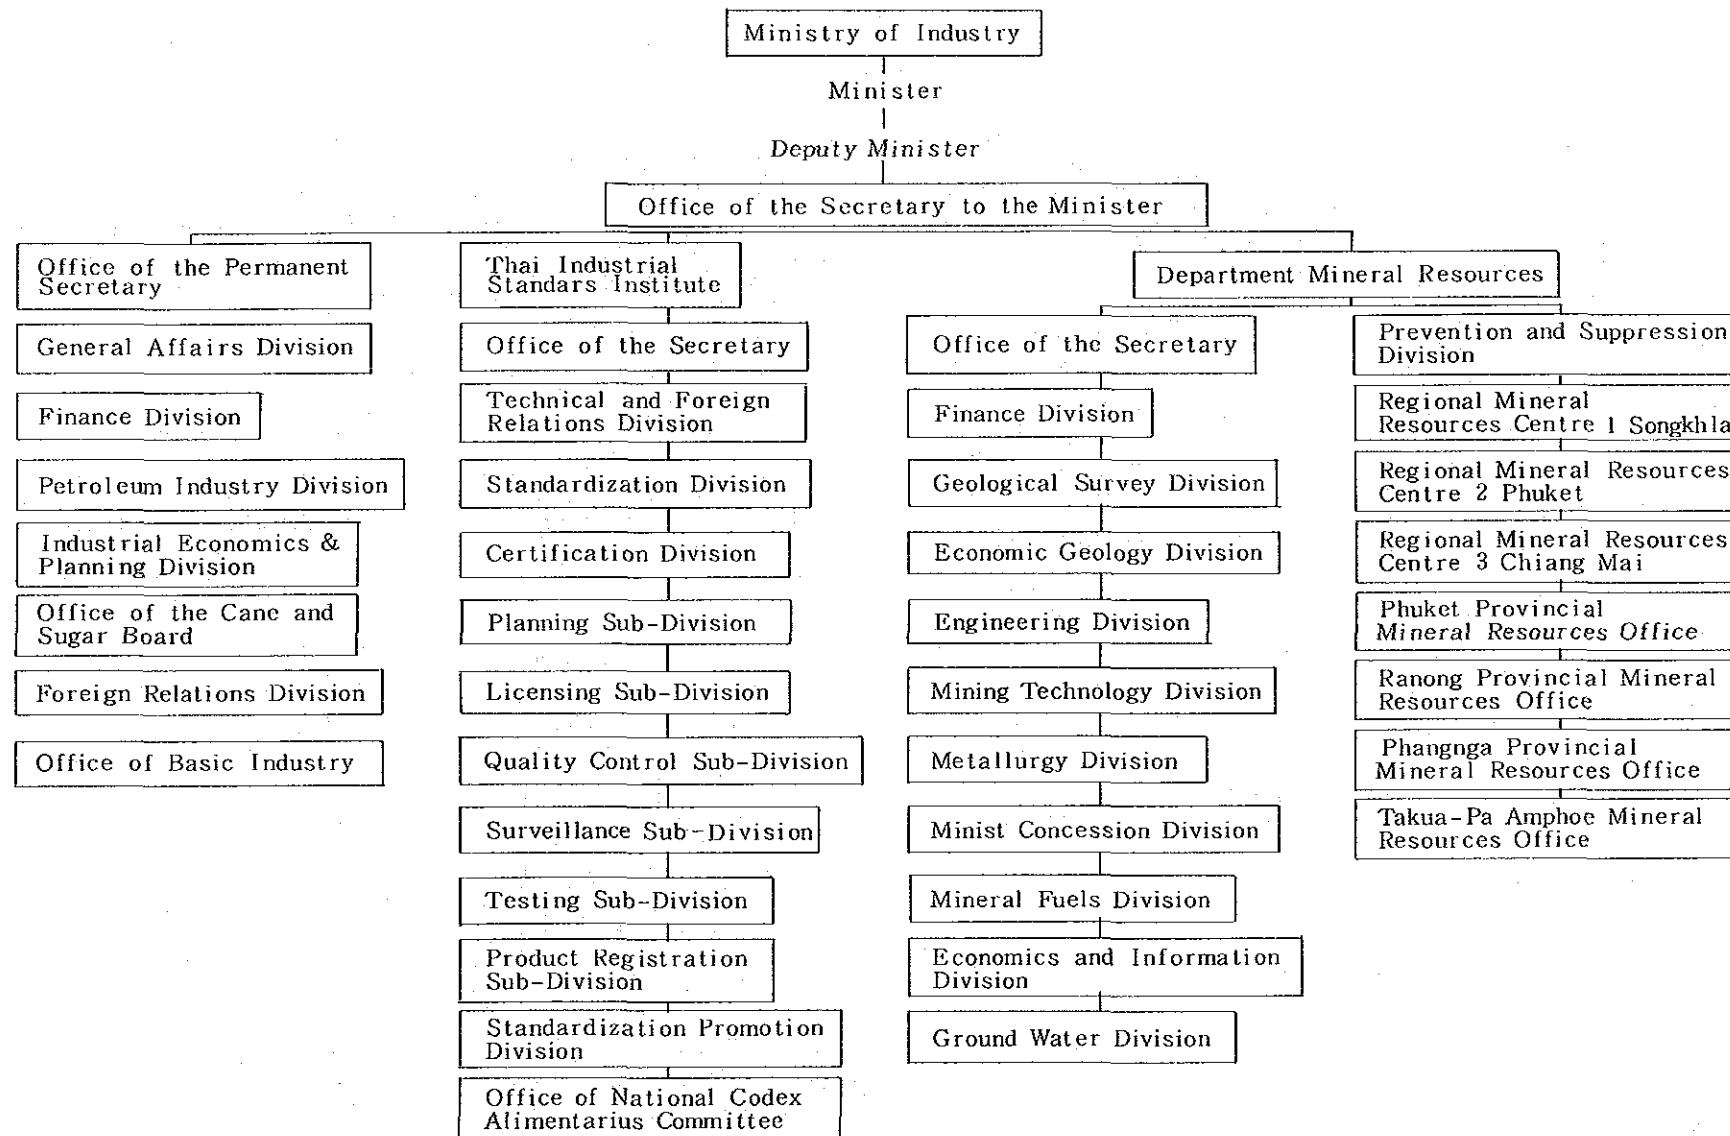 Ministry of Industry
Minister
Deputy Minister
Office of the Secretary to the Minister
Office of the Permanent
Secretary
General Affairs Division
Finance Division
Petroleum Industry Division
Industrial Economics &
Planning Division
Office of the Cane and
Sugar Board
Foreign Relations Division
Office of Basic Industry
Thai Industrial
Standars Institute
Office of the Secretary
Technical and Foreign
Relations Division
Standardization Division
Certification Division
Planning Sub-Division
Licensing Sub-Division
Quality Control Sub-Division
Surveillance Sub-Division
Testing Sub-Division
Product Registration
Sub-Division
Standardization Promotion
Division
Office of National Codex
Alimentarius Committee
Department Mineral Resources
Office of the Secretary
Finance Division
Geological Survey Division
Economic Geology Division
Engineering Division
Mining Technology Division
Metallurgy Division
Minist Concession Division
Mineral Fuels Division
Economics and Information
Division
Ground Water Division
Prevention and Suppression
Division
Regional Mineral
Resources Centre 1 Songkhla
Regional Mineral Resources
Centre 2 Phuket
Regional Mineral Resources
Centre 3 Chiang Mai
Phuket Provincial
Mineral Resources Office
Ranong Provincial Mineral
Resources Office
Phangnga Provincial
Mineral Resources Office
Takua-Pa Amphoe Mineral
Resources Office